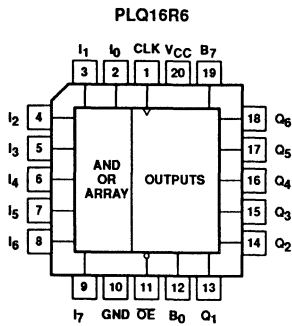 PLQ16R6
I1 I0 CLK VCC B7
3 2 1 20 19
I2 4 18 Q6
I3 5 17 Q5
I4 6 16 Q4
I5 7 15 Q3
I6 8 14 Q2
AND
OR
ARRAY
OUTPUTS
9 10 11 12 13
I7 GND OE B0 Q1